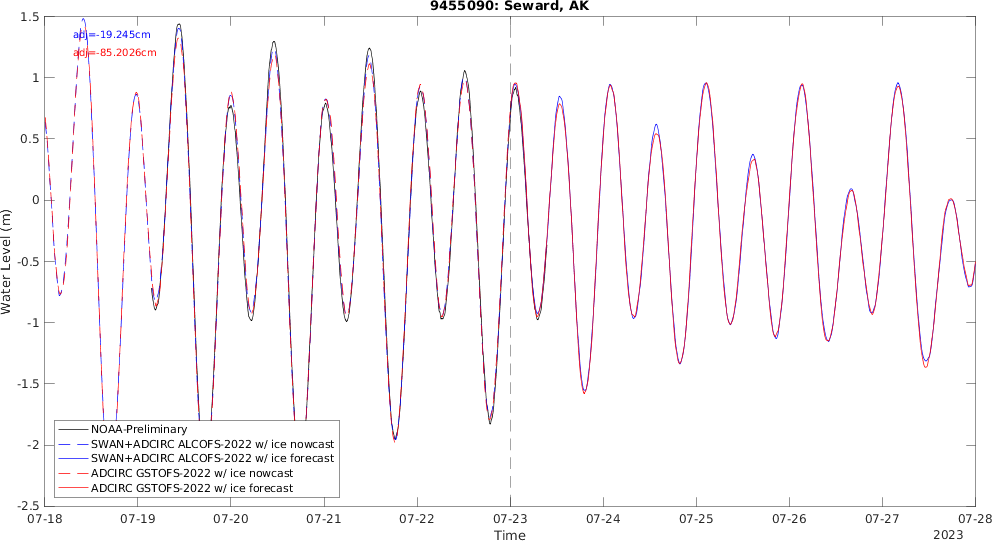 9455090: Seward, AK
adj=-19.245cm
adj=-85.2026cm
Water Level (m)
1.5
1
0.5
0
-0.5
-1
-1.5
-2
-2.5
NOAA-Preliminary
SWAN+ADCIRC ALCOFS-2022 w/ ice nowcast
SWAN+ADCIRC ALCOFS-2022 w/ ice forecast
ADCIRC GSTOFS-2022 w/ ice nowcast
ADCIRC GSTOFS-2022 w/ ice forecast
07-18 07-19 07-20 07-21 07-22 07-23 07-24 07-25 07-26 07-27 07-28
Time
2023